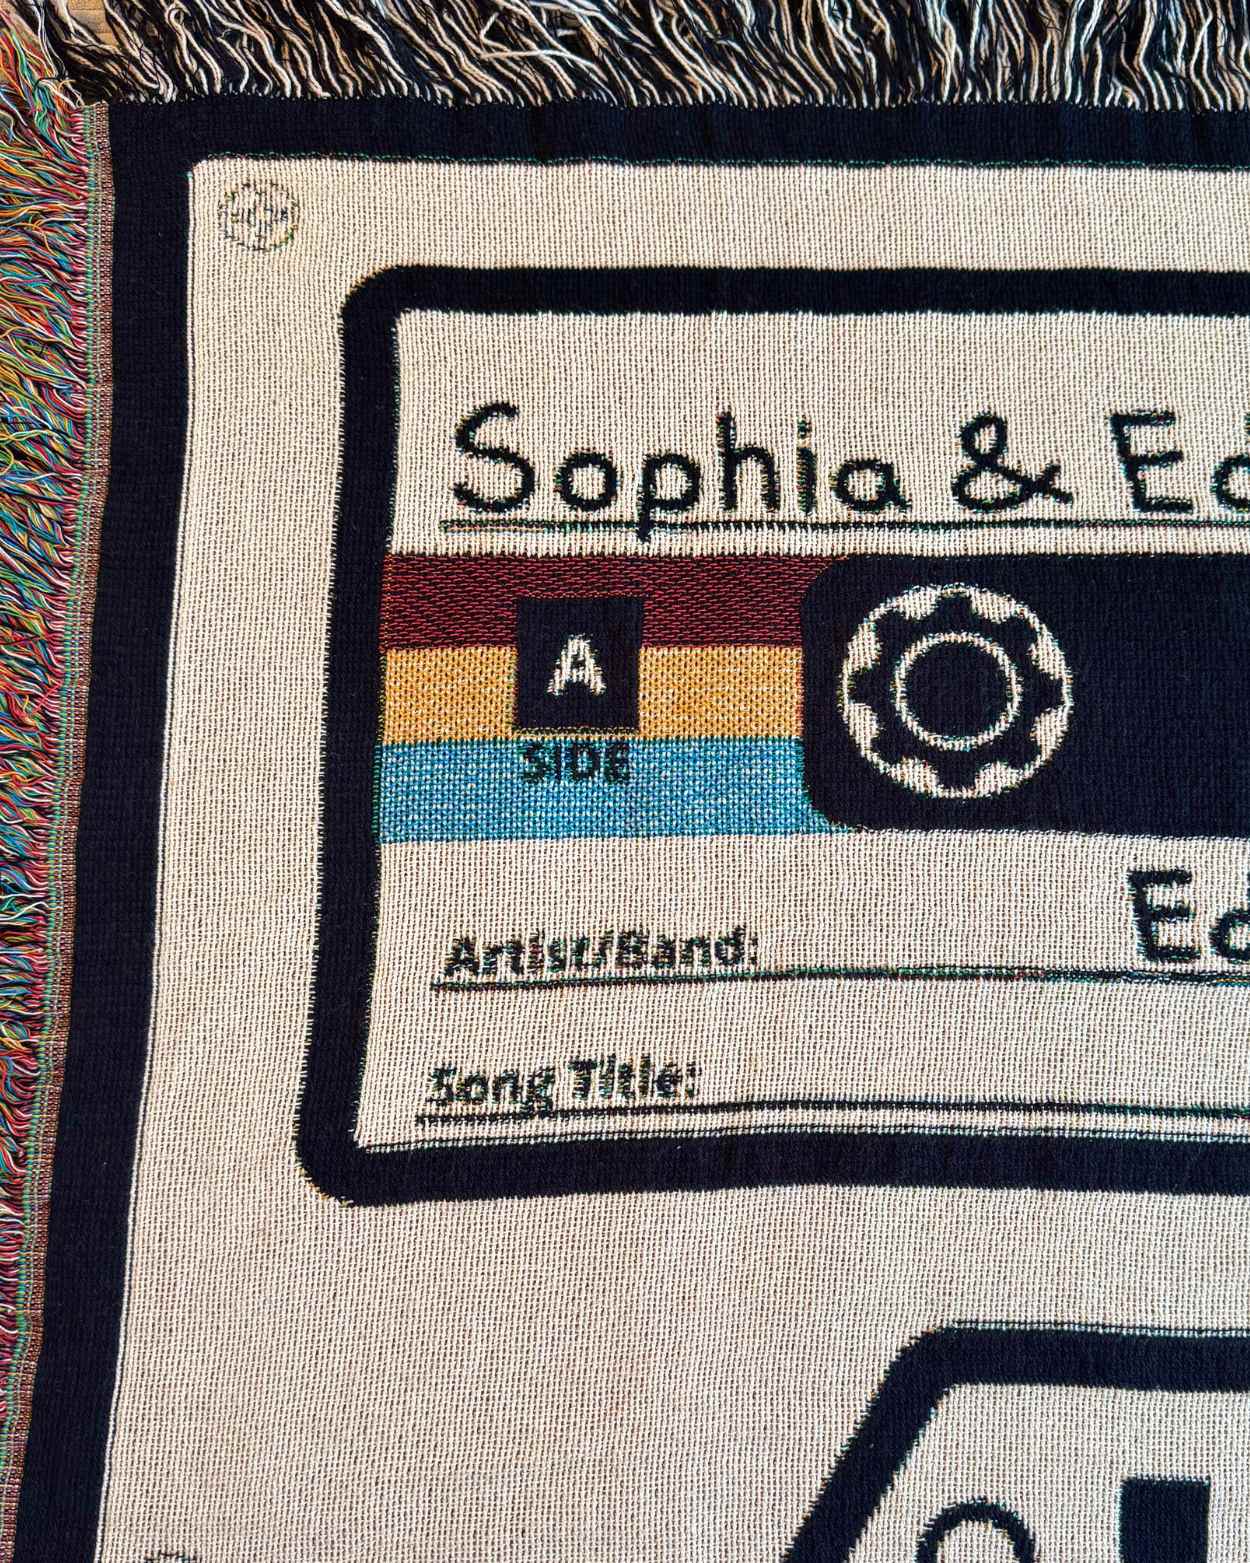 Sophia & Ed
A
SIDE
Ed
Artist/Band:
Song Title: